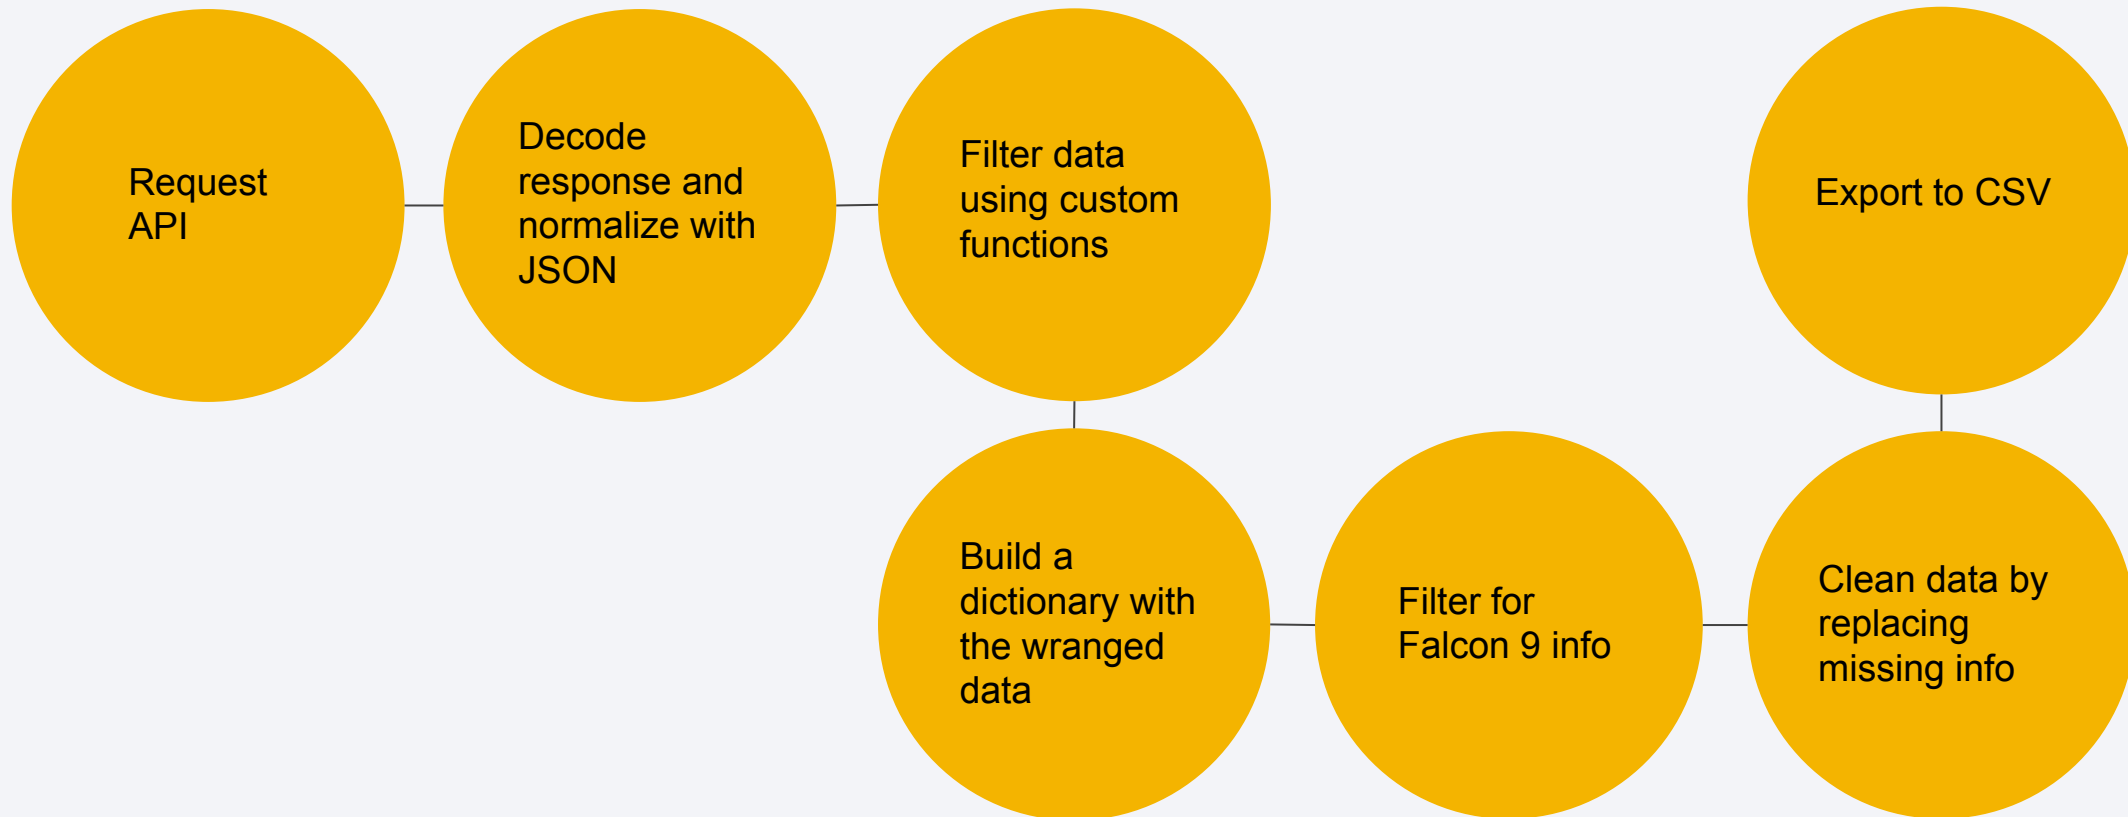 Request
API
Decode
response and
normalize with
JSON
Filter data
using custom
functions
Build a
dictionary with
the wranged
data
Filter for
Falcon 9 info
Clean data by
replacing
missing info
Export to CSV